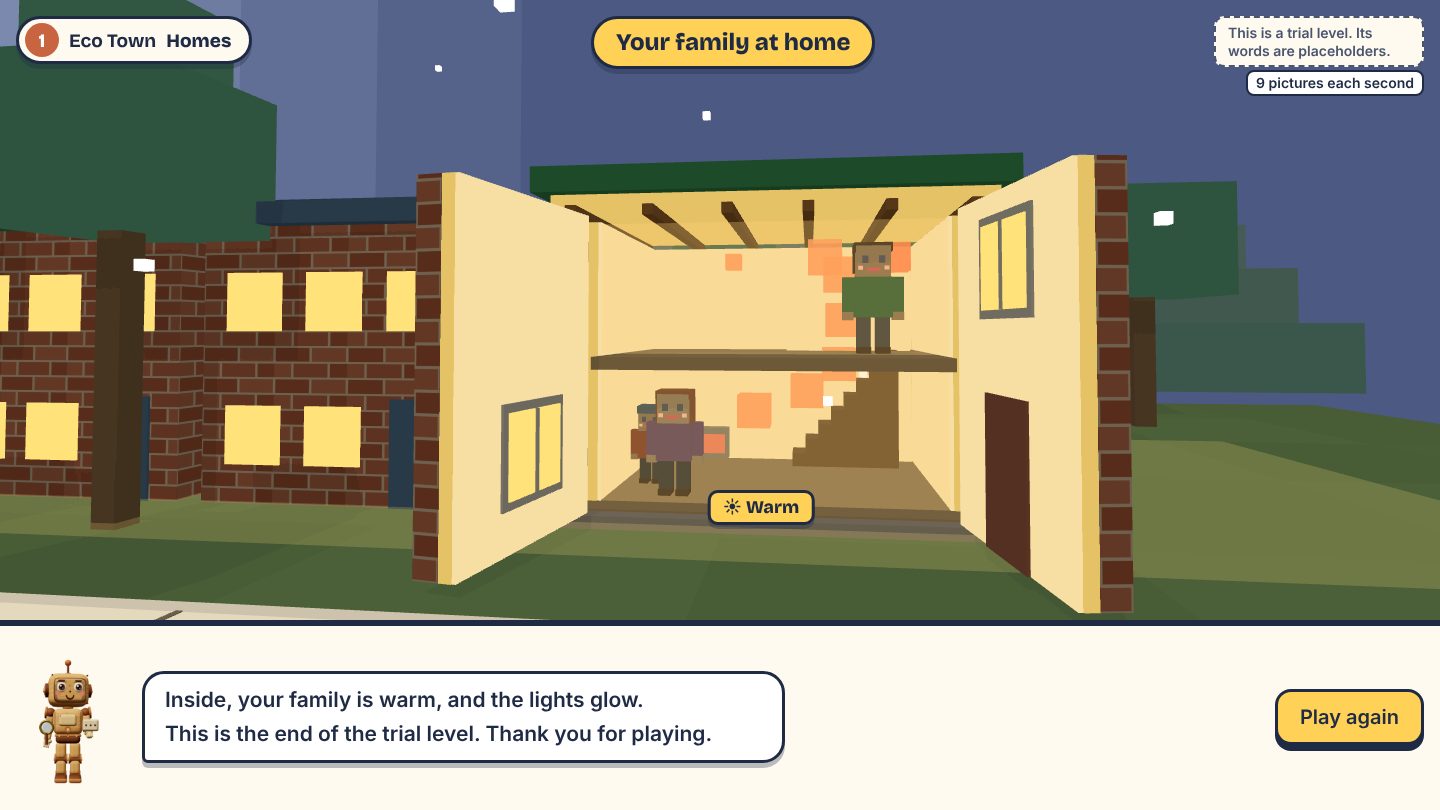 1 Eco Town Homes
Your family at home
This is a trial level. Its
words are placeholders.
9 pictures each second
Warm
Inside, your family is warm, and the lights glow.
This is the end of the trial level. Thank you for playing.
Play again